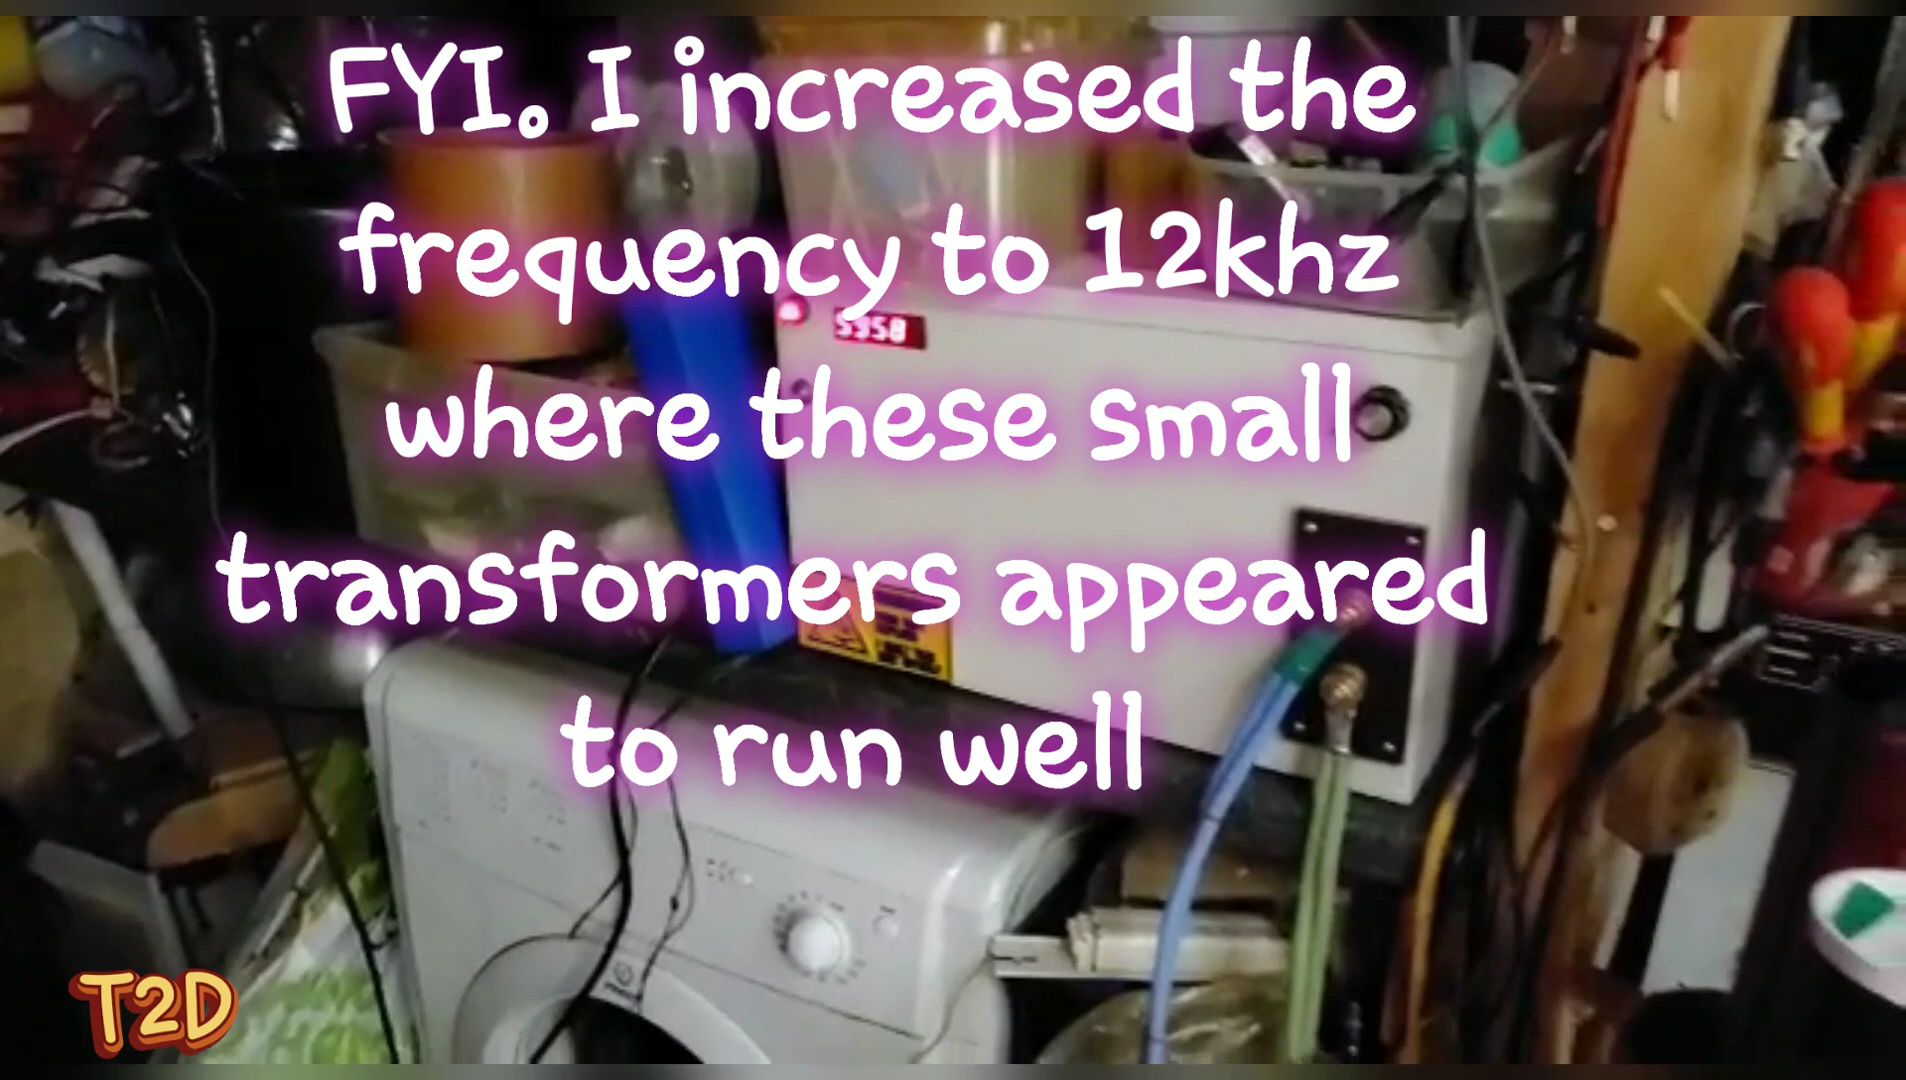 FYI. I increased the
frequency to 12khz
5958
where these small
transformers appeared
to run well
T2D